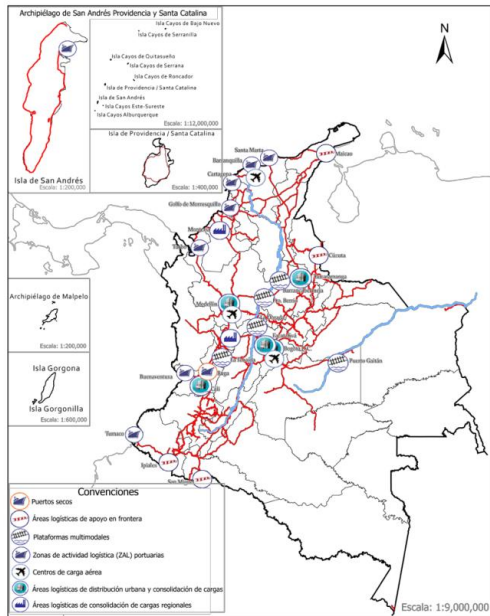 Archipiélago de San Andrés Providencia y Santa Catalina
Isla Cayos de Bajo Nuevo
Isla Cayos de Serranilla
Isla Cayos de Quitasueño
Isla Cayos de Serrana
Isla Cayos de Roncador
Isla de Providencia / Santa Catalina
Isla de San Andrés
Isla Cayos Este-Sureste
Isla Cayos Alburquerque
Escala: 1:12,000,000
Isla de Providencia / Santa Catalina
Isla de San Andrés
Escala: 1:200,000
Escala: 1:400,000
N
Santa Marta
Barranquilla
Maicao
Cartagena
Golfo de Morrosquillo
Cúcuta
Medellín
Archipiélago de Malpelo
Escala: 1:200,000
Puerto Gaitán
Isla Gorgona
Isla Gorgonilla
Escala: 1:600,000
Buenaventura
Buga
Cali
Tumaco
Ipiales
San Miguel
Convenciones
Puertos secos
Áreas logísticas de apoyo en frontera
Plataformas multimodales
Zonas de actividad logística (ZAL) portuarias
Centros de carga aérea
Áreas logísticas de distribución urbana y consolidación de cargas
Áreas logísticas de consolidación de cargas regionales
Escala: 1:9,000,000